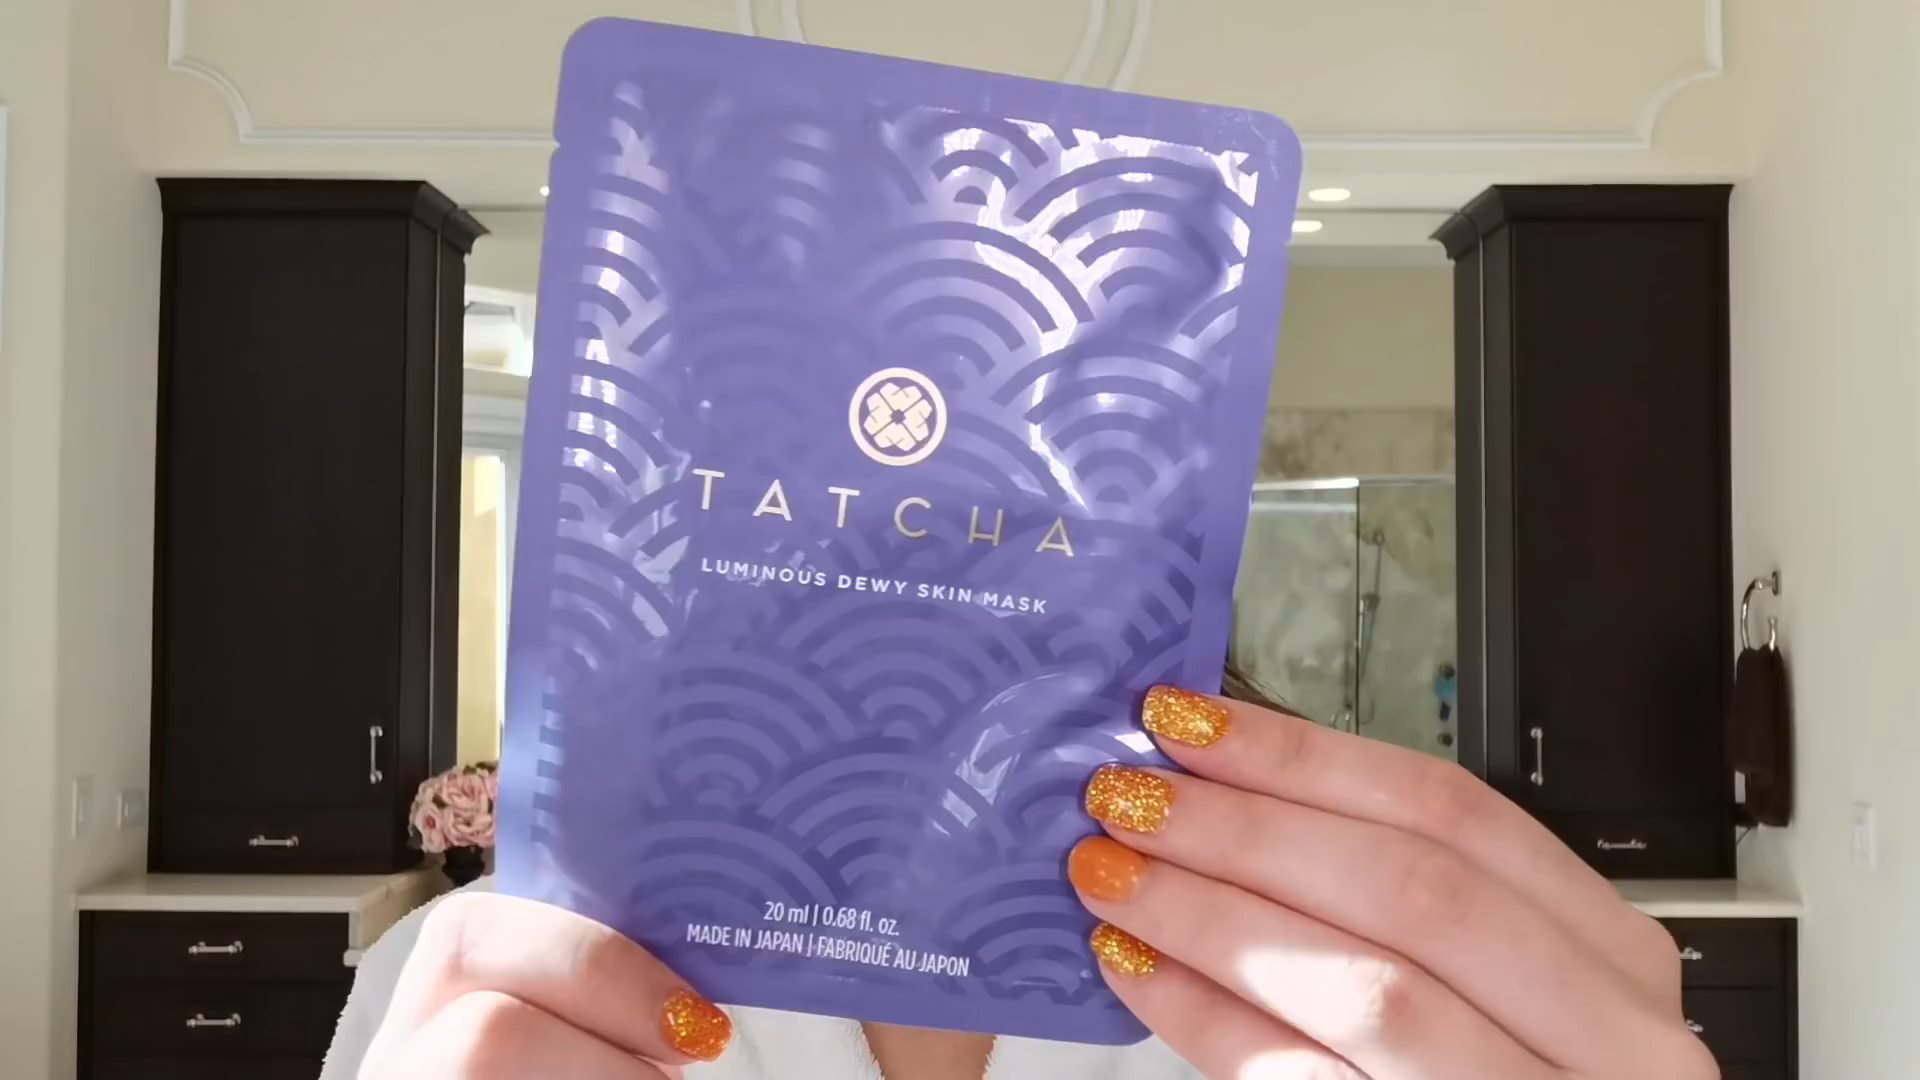 TATCHA
LUMINOUS DEWY SKIN MASK
20 ml | 0.68 fl. oz.
MADE IN JAPAN | FABRIQUÉ AU JAPON